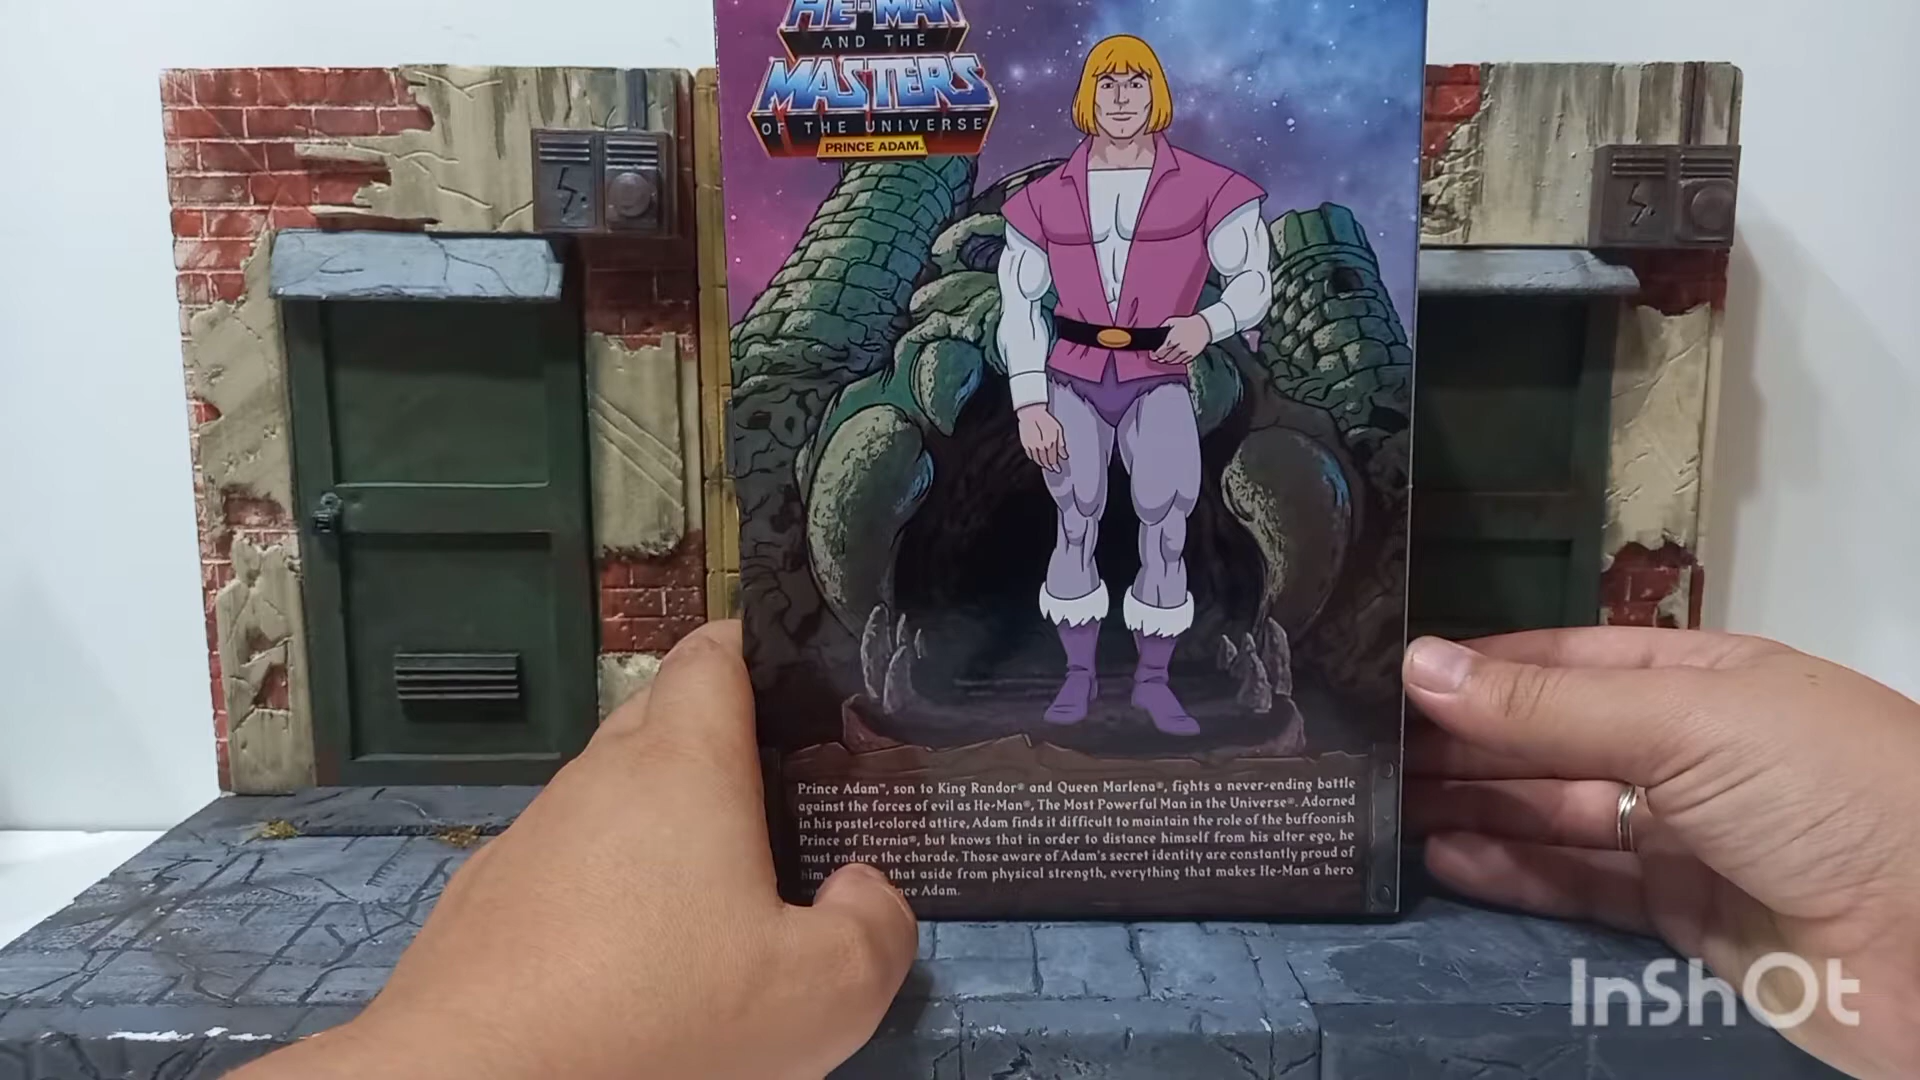 HE-MAN
AND THE
MASTERS
OF THE UNIVERSE®
PRINCE ADAM™
Prince Adam™, son to King Randor® and Queen Marlena®, fights a never-ending battle
against the forces of evil as He-Man®, The Most Powerful Man in the Universe®. Adorned
in his pastel-colored attire, Adam finds it difficult to maintain the role of the buffoonish
Prince of Eternia®, but knows that in order to distance himself from his alter ego, he
must endure the charade. Those aware of Adam's secret identity are constantly proud of
him, that aside from physical strength, everything that makes He-Man a hero
Adam.
InShOt